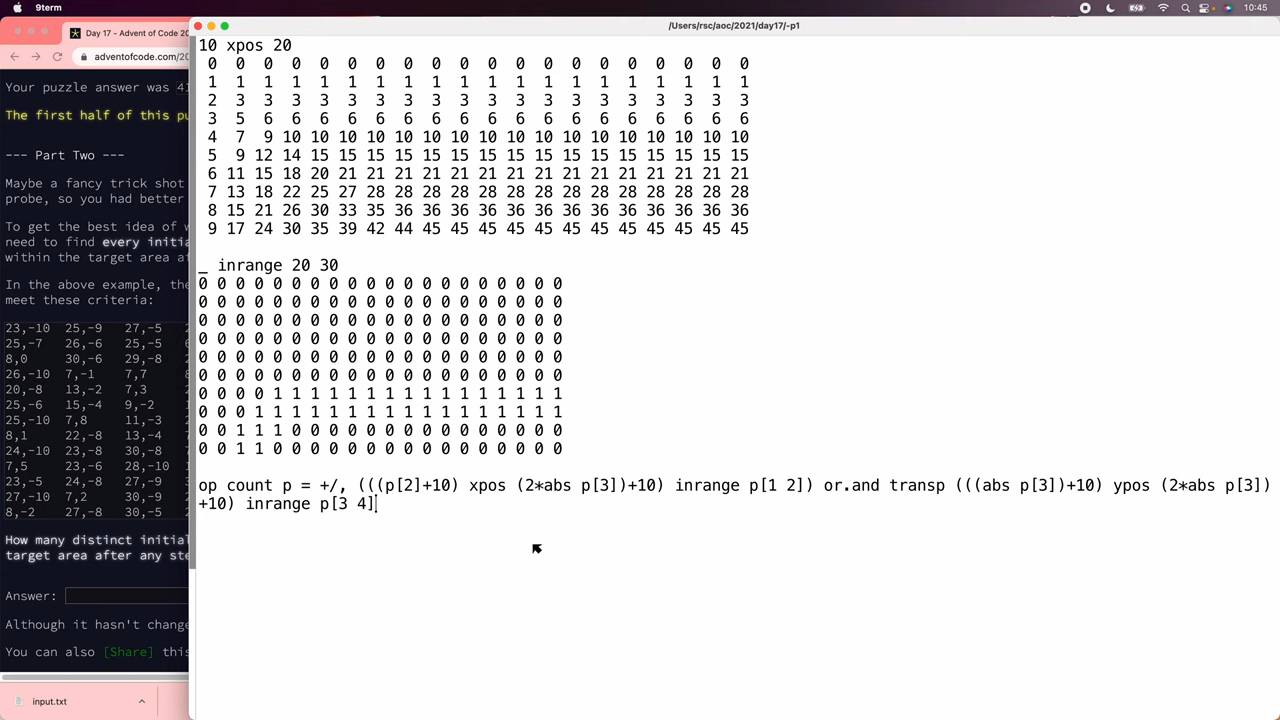 9term
10:45
Day 17 - Advent of Code 20
/Users/rsc/aoc/2021/day17/-p1
adventofcode.com/20
Your puzzle answer was 41
The first half of this pu
--- Part Two ---
Maybe a fancy trick shot
probe, so you had better
To get the best idea of w
need to find every initia
within the target area af
In the above example, the
meet these criteria:
23,-10 25,-9 27,-5 2
25,-7 26,-6 25,-5 6
8,0 30,-6 29,-8 2
26,-10 7,-1 7,7 8
20,-8 13,-2 7,3
25,-6 15,-4 9,-2
25,-10 7,8 11,-3 2
8,1 22,-8 13,-4
24,-10 23,-8 30,-8
7,5 23,-6 28,-10
23,-5 24,-8 27,-9
27,-10 7,2 30,-9 2
8,-2 27,-8 30,-5
How many distinct initial
target area after any ste
Answer:
Although it hasn't change
You can also [Share] this
input.txt
10 xpos 20
0 0 0 0 0 0 0 0 0 0 0 0 0 0 0 0 0 0 0 0
1 1 1 1 1 1 1 1 1 1 1 1 1 1 1 1 1 1 1 1
2 3 3 3 3 3 3 3 3 3 3 3 3 3 3 3 3 3 3 3
3 5 6 6 6 6 6 6 6 6 6 6 6 6 6 6 6 6 6 6
4 7 9 10 10 10 10 10 10 10 10 10 10 10 10 10 10 10 10 10
5 9 12 14 15 15 15 15 15 15 15 15 15 15 15 15 15 15 15 15
6 11 15 18 20 21 21 21 21 21 21 21 21 21 21 21 21 21 21 21
7 13 18 22 25 27 28 28 28 28 28 28 28 28 28 28 28 28 28 28
8 15 21 26 30 33 35 36 36 36 36 36 36 36 36 36 36 36 36 36
9 17 24 30 35 39 42 44 45 45 45 45 45 45 45 45 45 45 45 45
_ inrange 20 30
0 0 0 0 0 0 0 0 0 0 0 0 0 0 0 0 0 0 0 0
0 0 0 0 0 0 0 0 0 0 0 0 0 0 0 0 0 0 0 0
0 0 0 0 0 0 0 0 0 0 0 0 0 0 0 0 0 0 0 0
0 0 0 0 0 0 0 0 0 0 0 0 0 0 0 0 0 0 0 0
0 0 0 0 0 0 0 0 0 0 0 0 0 0 0 0 0 0 0 0
0 0 0 0 0 0 0 0 0 0 0 0 0 0 0 0 0 0 0 0
0 0 0 0 1 1 1 1 1 1 1 1 1 1 1 1 1 1 1 1
0 0 0 1 1 1 1 1 1 1 1 1 1 1 1 1 1 1 1 1
0 0 1 1 1 0 0 0 0 0 0 0 0 0 0 0 0 0 0 0
0 0 1 1 0 0 0 0 0 0 0 0 0 0 0 0 0 0 0 0
op count p = +/, (((p[2]+10) xpos (2*abs p[3])+10) inrange p[1 2]) or.and transp (((abs p[3])+10) ypos (2*abs p[3])
+10) inrange p[3 4]